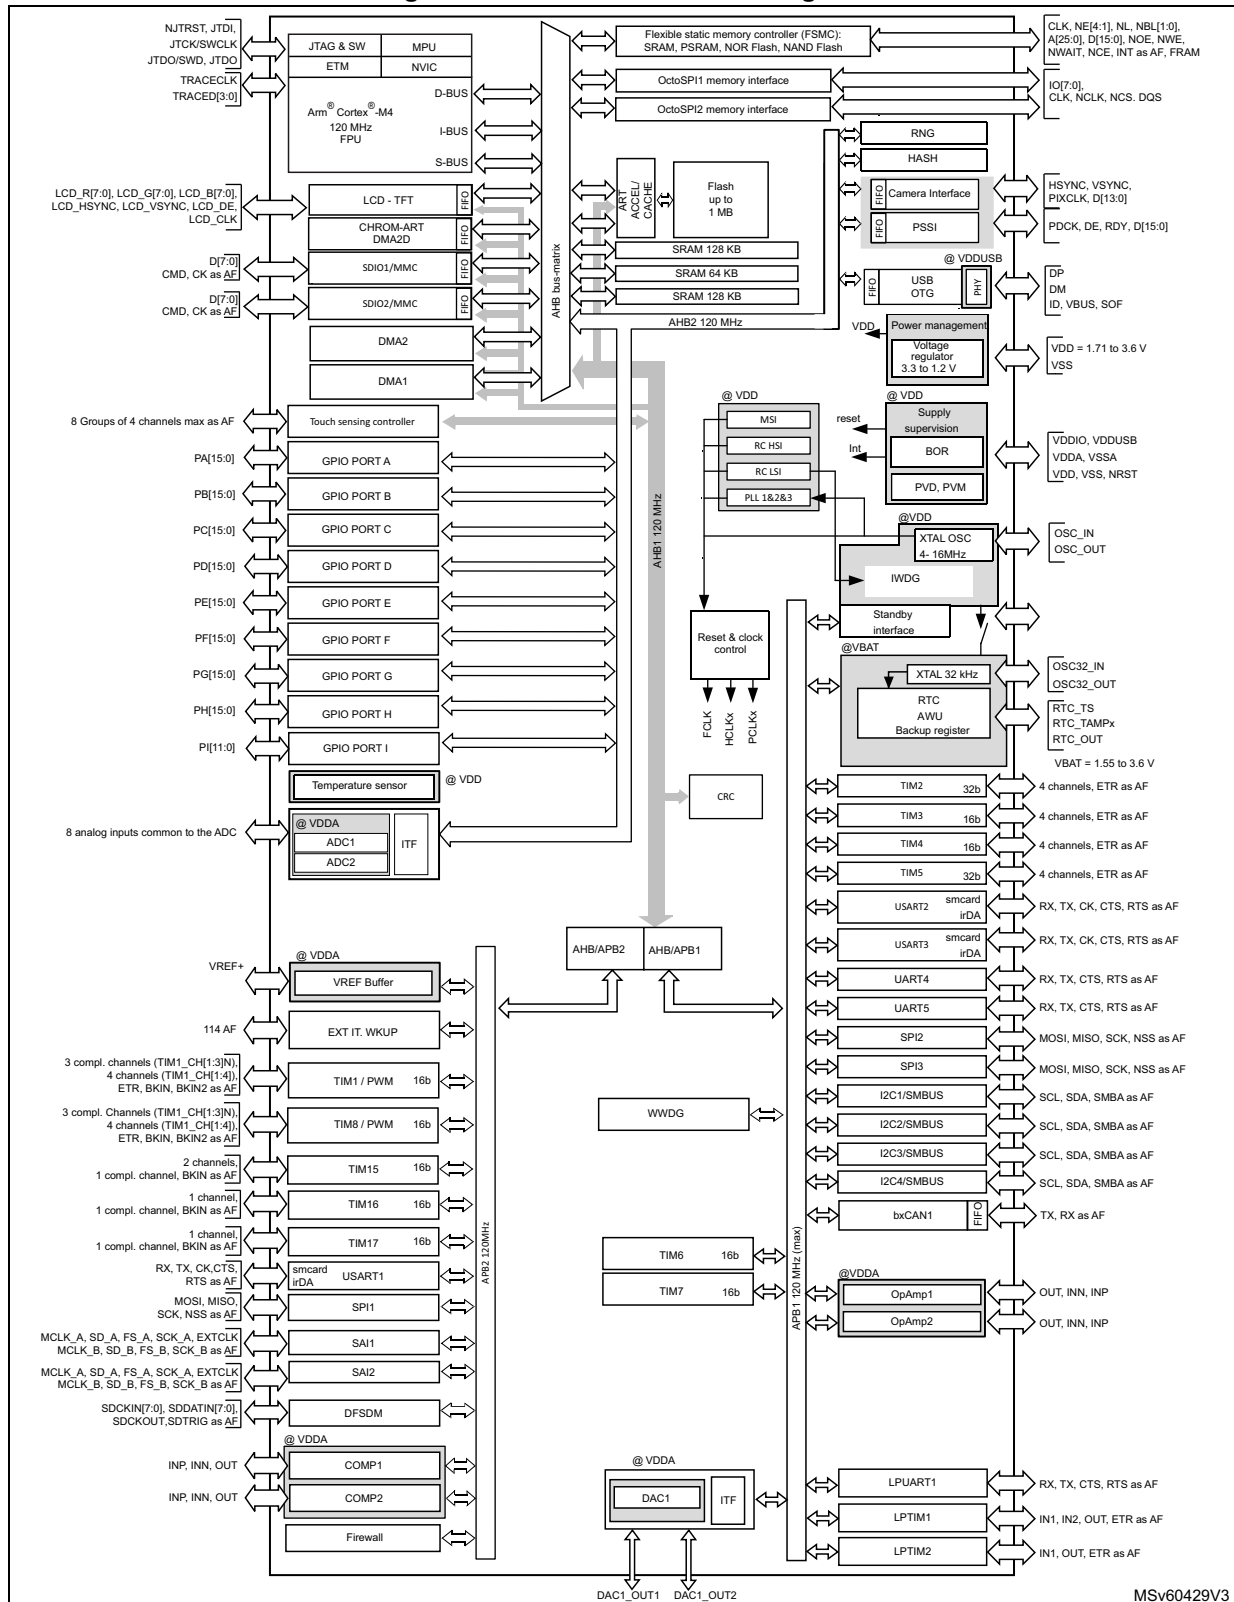 NJTRST, JTDI,
JTCK/SWCLK
JTDO/SWD, JTDO
TRACECLK
TRACED[3:0]
JTAG & SW
MPU
ETM
NVIC
Arm® Cortex®-M4
120 MHz
FPU
D-BUS
I-BUS
S-BUS
AHB bus-matrix
Flexible static memory controller (FSMC):
SRAM, PSRAM, NOR Flash, NAND Flash
CLK, NE[4:1], NL, NBL[1:0],
A[25:0], D[15:0], NOE, NWE,
NWAIT, NCE, INT as AF, FRAM
OctoSPI1 memory interface
OctoSPI2 memory interface
IO[7:0],
CLK, NCLK, NCS. DQS
RNG
HASH
ART
ACCEL/
CACHE
Flash
up to
1 MB
FIFO
Camera Interface
HSYNC, VSYNC,
PIXCLK, D[13:0]
FIFO
PSSI
PDCK, DE, RDY, D[15:0]
LCD_R[7:0], LCD_G[7:0], LCD_B[7:0],
LCD_HSYNC, LCD_VSYNC, LCD_DE,
LCD_CLK
LCD - TFT
FIFO
CHROM-ART
DMA2D
FIFO
D[7:0]
CMD, CK as AF
SDIO1/MMC
FIFO
D[7:0]
CMD, CK as AF
SDIO2/MMC
FIFO
DMA2
DMA1
SRAM 128 KB
SRAM 64 KB
SRAM 128 KB
AHB2 120 MHz
@ VDDUSB
FIFO
USB
OTG
PHY
DP
DM
ID, VBUS, SOF
VDD
Power management
Voltage
regulator
3.3 to 1.2 V
VDD = 1.71 to 3.6 V
VSS
@ VDD
MSI
RC HSI
RC LSI
PLL 1&2&3
@ VDD
reset
Int
Supply
supervision
BOR
PVD, PVM
VDDIO, VDDUSB
VDDA, VSSA
VDD, VSS, NRST
8 Groups of 4 channels max as AF
Touch sensing controller
PA[15:0]
GPIO PORT A
PB[15:0]
GPIO PORT B
PC[15:0]
GPIO PORT C
PD[15:0]
GPIO PORT D
PE[15:0]
GPIO PORT E
PF[15:0]
GPIO PORT F
PG[15:0]
GPIO PORT G
PH[15:0]
GPIO PORT H
PI[11:0]
GPIO PORT I
AHB1 120 MHz
@VDD
XTAL OSC
4- 16MHz
IWDG
OSC_IN
OSC_OUT
Standby
interface
Reset & clock
control
FCLK
HCLKx
PCLKx
@VBAT
XTAL 32 kHz
RTC
AWU
Backup register
OSC32_IN
OSC32_OUT
RTC_TS
RTC_TAMPx
RTC_OUT
VBAT = 1.55 to 3.6 V
Temperature sensor
@ VDD
8 analog inputs common to the ADC
@ VDDA
ADC1
ADC2
ITF
CRC
TIM2
32b
4 channels, ETR as AF
TIM3
16b
4 channels, ETR as AF
TIM4
16b
4 channels, ETR as AF
TIM5
32b
4 channels, ETR as AF
USART2
smcard
irDA
RX, TX, CK, CTS, RTS as AF
USART3
smcard
irDA
RX, TX, CK, CTS, RTS as AF
UART4
RX, TX, CTS, RTS as AF
UART5
RX, TX, CTS, RTS as AF
SPI2
MOSI, MISO, SCK, NSS as AF
SPI3
MOSI, MISO, SCK, NSS as AF
I2C1/SMBUS
SCL, SDA, SMBA as AF
I2C2/SMBUS
SCL, SDA, SMBA as AF
I2C3/SMBUS
SCL, SDA, SMBA as AF
I2C4/SMBUS
SCL, SDA, SMBA as AF
bxCAN1
FIFO
TX, RX as AF
AHB/APB2
AHB/APB1
VREF+
@ VDDA
VREF Buffer
114 AF
EXT IT. WKUP
3 compl. channels (TIM1_CH[1:3]N),
4 channels (TIM1_CH[1:4]),
ETR, BKIN, BKIN2 as AF
TIM1 / PWM
16b
3 compl. Channels (TIM1_CH[1:3]N),
4 channels (TIM1_CH[1:4]),
ETR, BKIN, BKIN2 as AF
TIM8 / PWM
16b
2 channels,
1 compl. channel, BKIN as AF
TIM15
16b
1 channel,
1 compl. channel, BKIN as AF
TIM16
16b
1 channel,
1 compl. channel, BKIN as AF
TIM17
16b
RX, TX, CK,CTS,
RTS as AF
smcard
irDA
USART1
MOSI, MISO,
SCK, NSS as AF
SPI1
MCLK_A, SD_A, FS_A, SCK_A, EXTCLK
MCLK_B, SD_B, FS_B, SCK_B as AF
SAI1
MCLK_A, SD_A, FS_A, SCK_A, EXTCLK
MCLK_B, SD_B, FS_B, SCK_B as AF
SAI2
SDCKIN[7:0], SDDATIN[7:0],
SDCKOUT,SDTRIG as AF
DFSDM
@ VDDA
INP, INN, OUT
COMP1
INP, INN, OUT
COMP2
Firewall
APB2 120MHz
WWDG
TIM6
16b
TIM7
16b
APB1 120 MHz (max)
@VDDA
OpAmp1
OUT, INN, INP
OpAmp2
OUT, INN, INP
@ VDDA
DAC1
ITF
DAC1_OUT1
DAC1_OUT2
LPUART1
RX, TX, CTS, RTS as AF
LPTIM1
IN1, IN2, OUT, ETR as AF
LPTIM2
IN1, OUT, ETR as AF
MSv60429V3